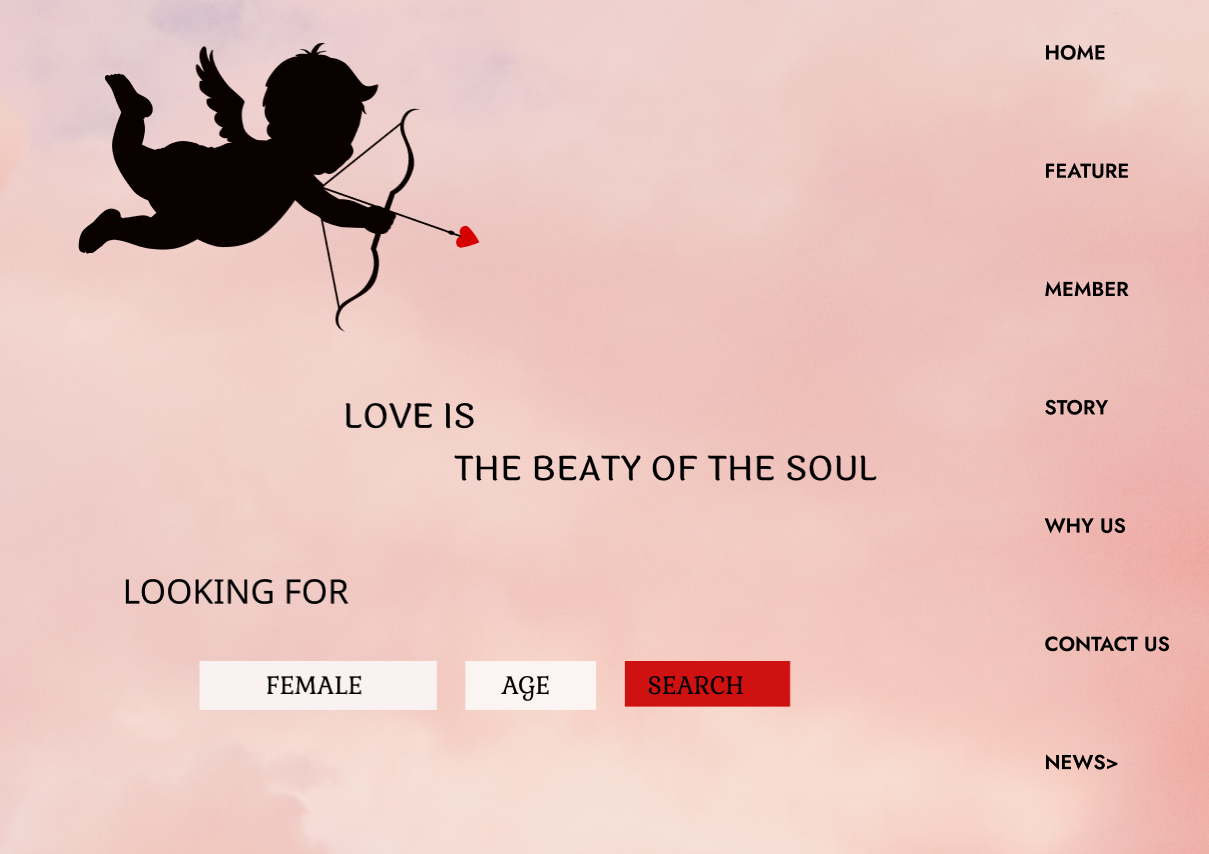 HOME
FEATURE
MEMBER
STORY
WHY US
CONTACT US
NEWS>
LOVE IS
THE BEATY OF THE SOUL
LOOKING FOR
FEMALE
AGE
SEARCH